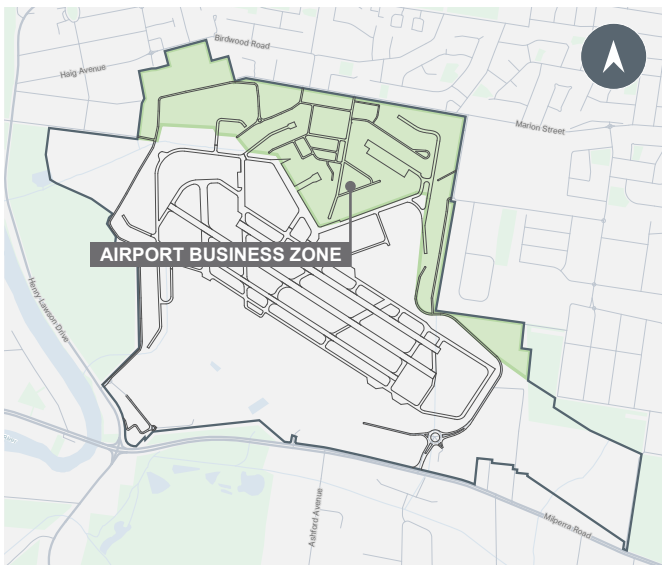 Birdwood Road
Haig Avenue
Marion Street
AIRPORT BUSINESS ZONE
Henry Lawson Drive
Ashford Avenue
Milperra Road